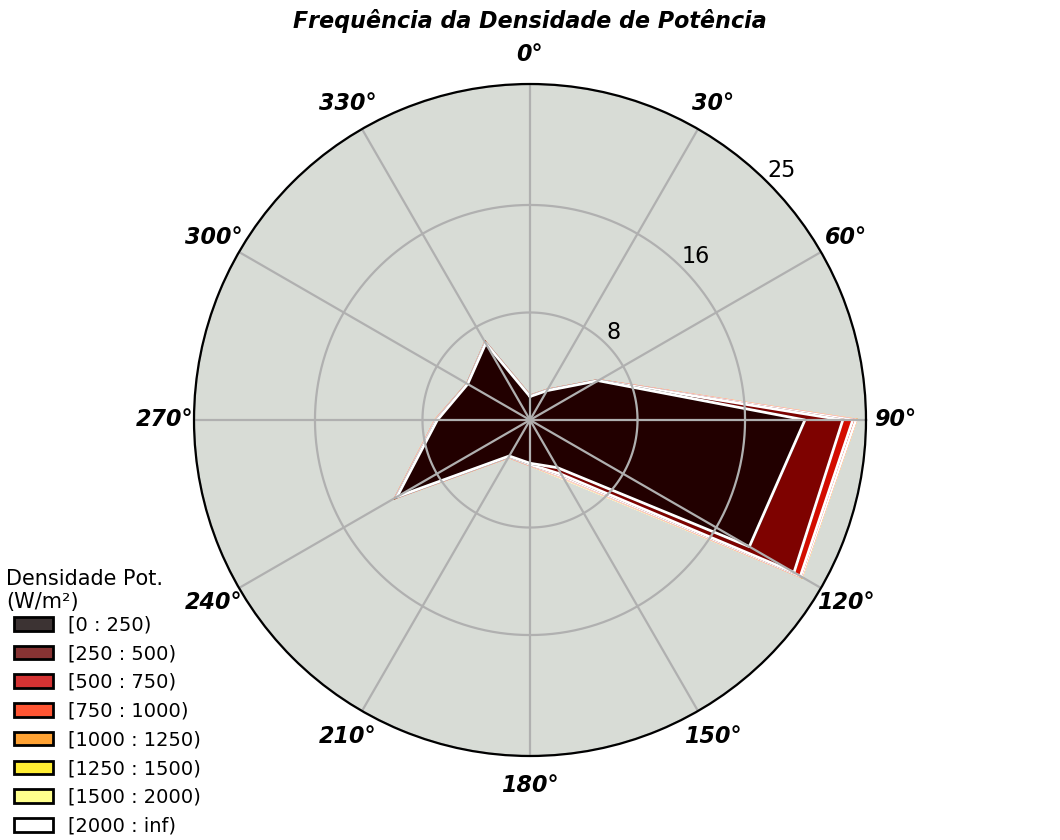 Frequência da Densidade de Potência
0°
330°
30°
25
300°
60°
16
8
270°
90°
240°
120°
210°
150°
180°
Densidade Pot.
(W/m²)
[0 : 250)
[250 : 500)
[500 : 750)
[750 : 1000)
[1000 : 1250)
[1250 : 1500)
[1500 : 2000)
[2000 : inf)